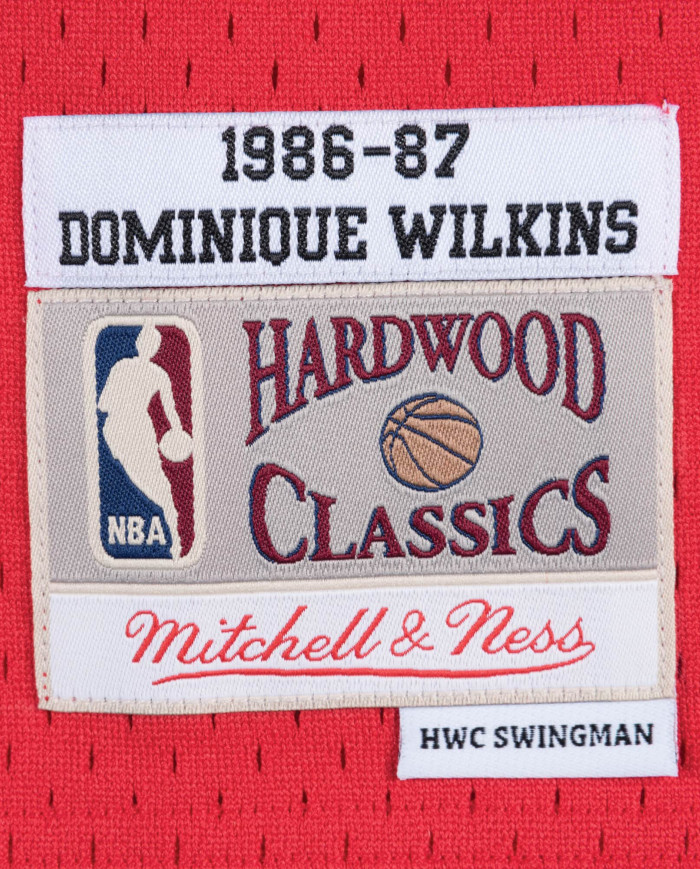 1986-87
DOMINIQUE WILKINS
HARDWOOD
CLASSICS
NBA
Mitchell & Ness
HWC SWINGMAN